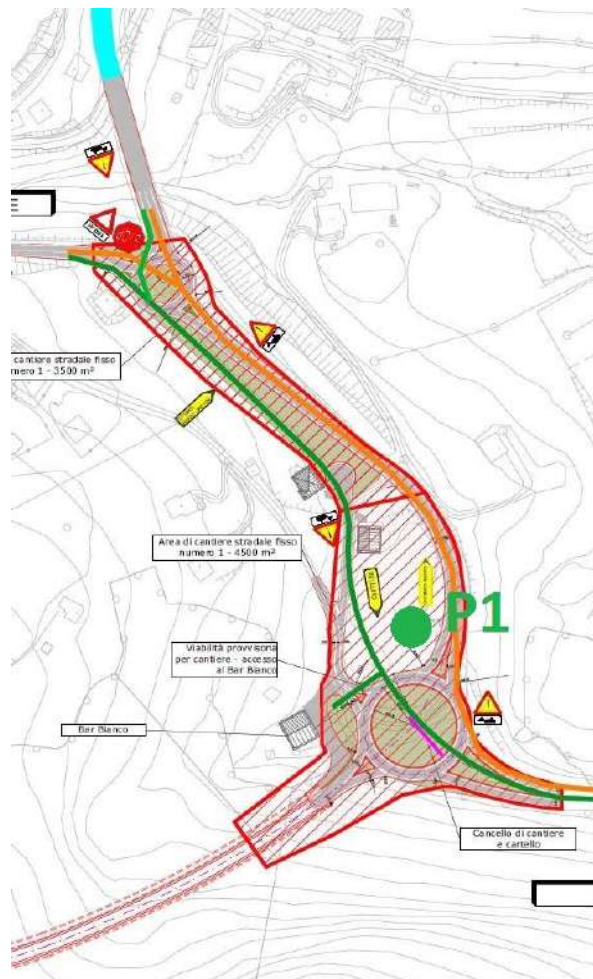 E
cantiere stradale fisso
numero 1 - 3500 m²
Area di cantiere stradale fisso
numero 1 - 4500 m²
P1
Viabilità provvisoria
per cantiere - accesso
al Bar Bianco
Bar Bianco
Cancello di cantiere
e cartello